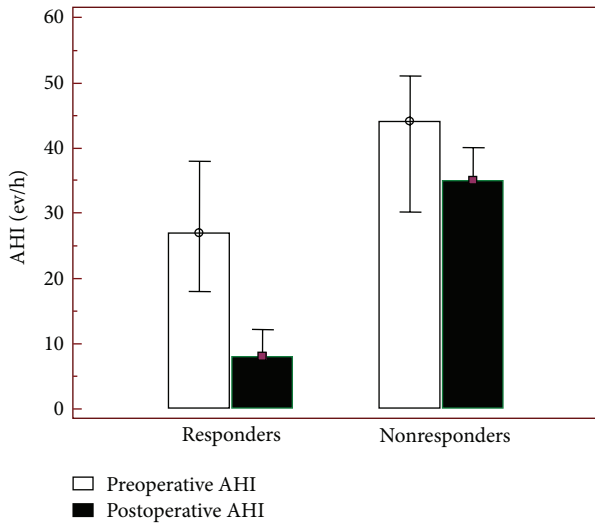 60
50
40
30
20
10
0
AHI (ev/h)
Responders
Nonresponders
Preoperative AHI
Postoperative AHI